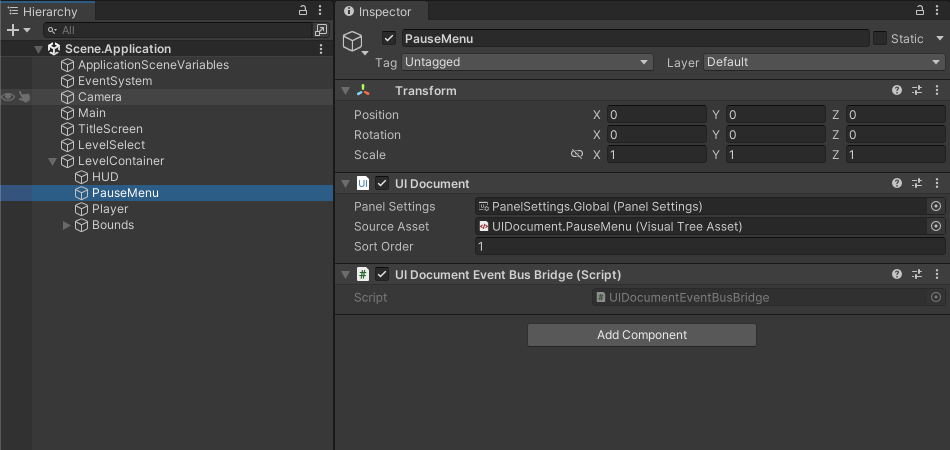 Hierarchy
All
Scene.Application
ApplicationSceneVariables
EventSystem
Camera
Main
TitleScreen
LevelSelect
LevelContainer
HUD
PauseMenu
Player
Bounds
Inspector
PauseMenu Static
Tag Untagged Layer Default
Transform
Position X 0 Y 0 Z 0
Rotation X 0 Y 0 Z 0
Scale X 1 Y 1 Z 1
UI UI Document
Panel Settings PanelSettings.Global (Panel Settings)
Source Asset UIDocument.PauseMenu (Visual Tree Asset)
Sort Order 1
# UI Document Event Bus Bridge (Script)
Script # UIDocumentEventBusBridge
Add Component